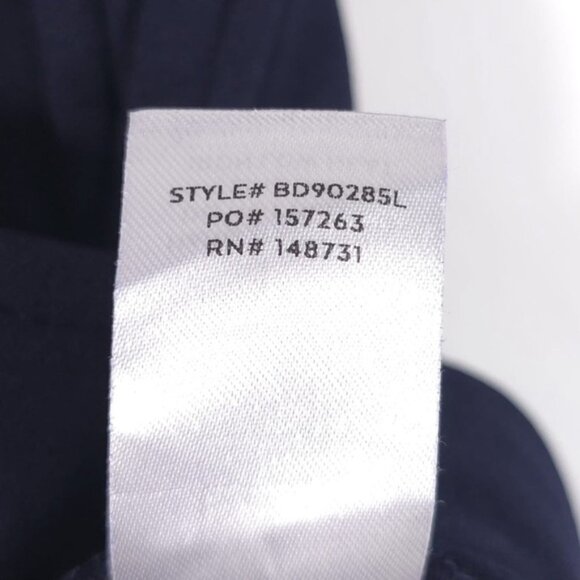 STYLE# BD90285L
PO# 157263
RN# 148731